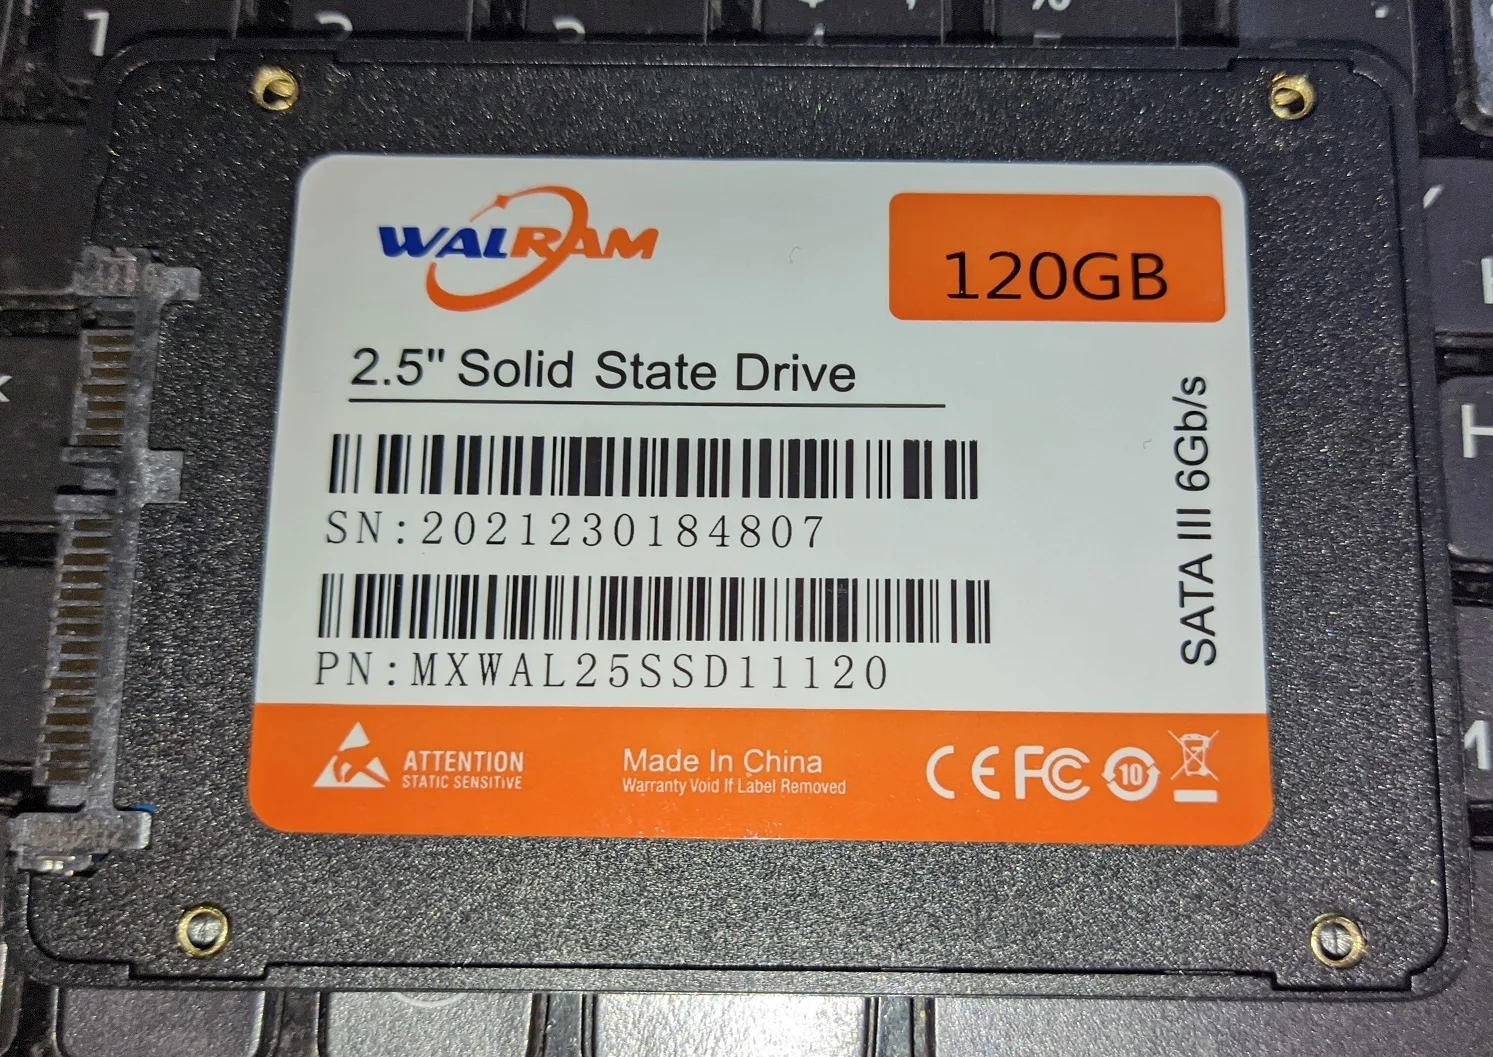 WALRAM
120GB
2.5" Solid State Drive
SN:2021230184807
PN:MXWAL25SSD11120
SATA III 6Gb/s
ATTENTION
STATIC SENSITIVE
Made In China
Warranty Void If Label Removed
CE FC 10
1
H